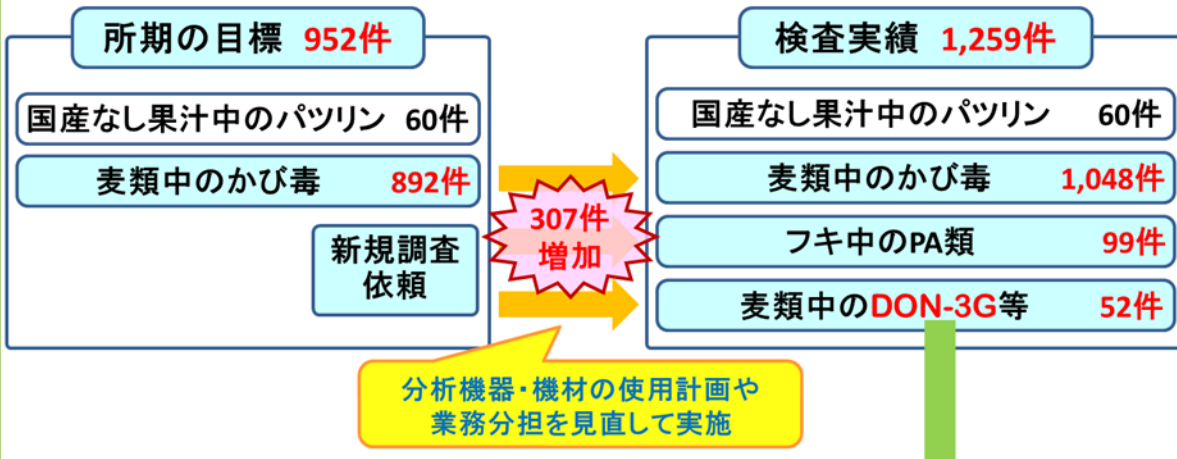 所期の目標 952件
国産なし果汁中のパツリン 60件
麦類中のかび毒 892件
新規調査
依頼
307件
増加
検査実績 1,259件
国産なし果汁中のパツリン 60件
麦類中のかび毒 1,048件
フキ中のPA類 99件
麦類中のDON-3G等 52件
分析機器・機材の使用計画や
業務分担を見直して実施